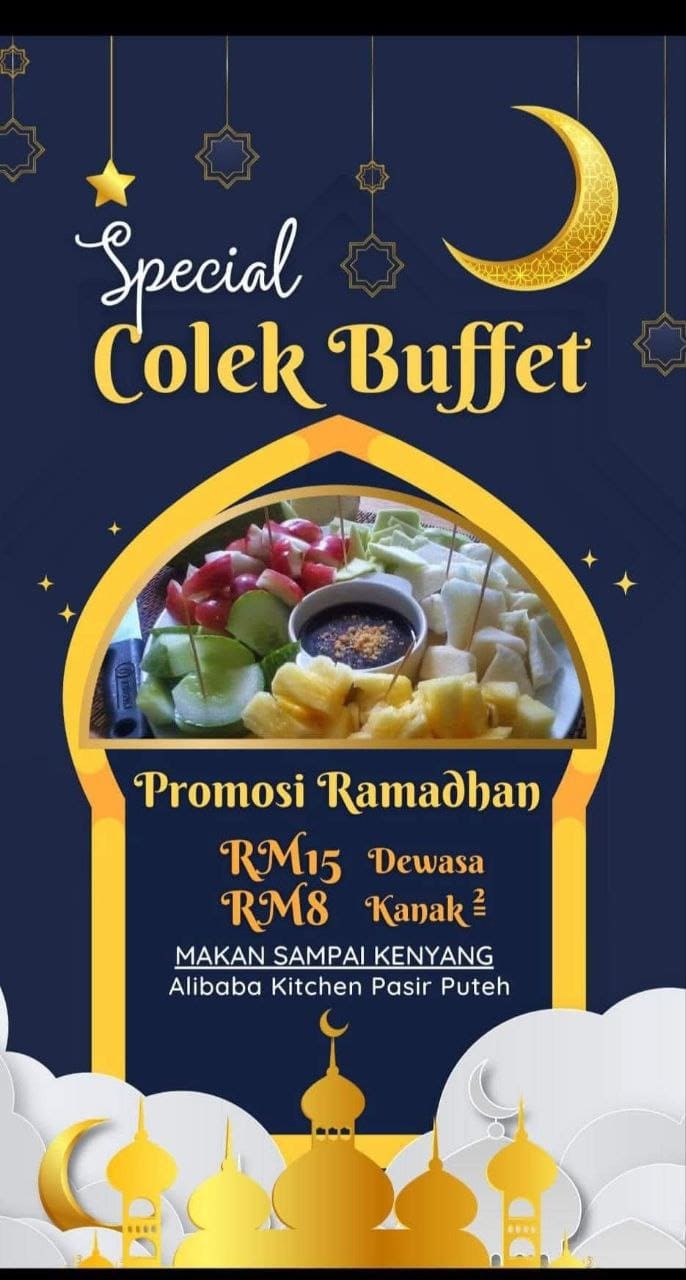 Special
Colek Buffet
Promosi Ramadhan
RM15 Dewasa
RM8 Kanak²
MAKAN SAMPAI KENYANG
Alibaba Kitchen Pasir Puteh